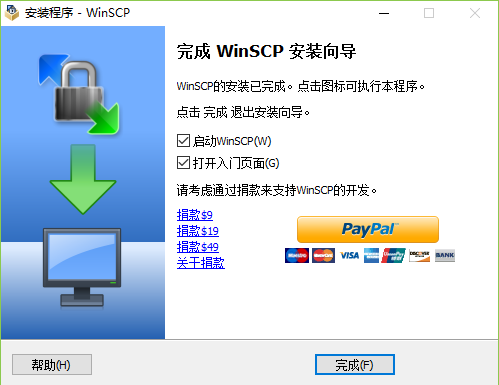 安装程序 - WinSCP
完成 WinSCP 安装向导
WinSCP的安装已完成。点击图标可执行本程序。
点击 完成 退出安装向导。
启动WinSCP(W)
打开入门页面(G)
请考虑通过捐款来支持WinSCP的开发。
捐款$9
捐款$19
捐款$49
关于捐款
PayPal
Maestro MasterCard VISA UnionPay DISCOVER BANK
帮助(H)
完成(F)